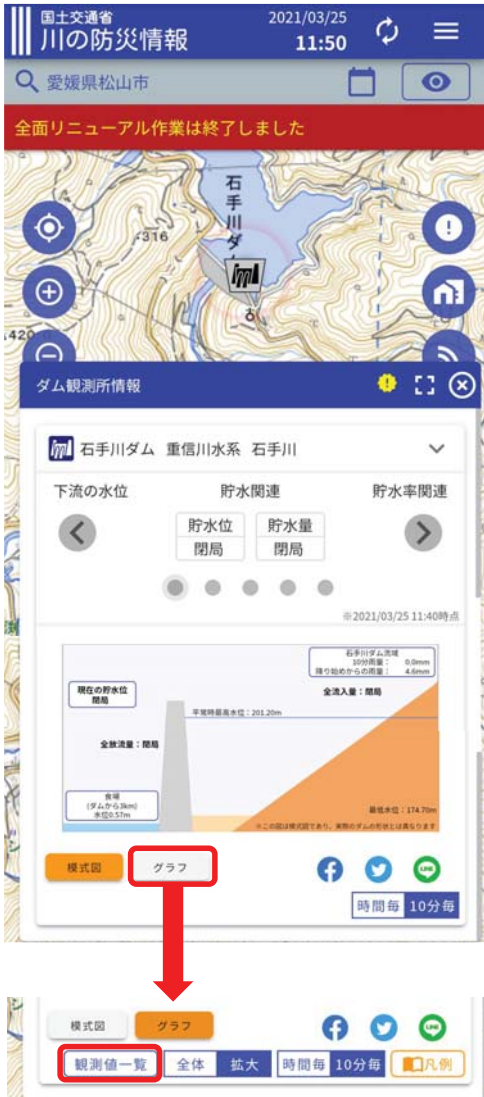 国土交通省
川の防災情報
2021/03/25
11:50
愛媛県松山市
全面リニューアル作業は終了しました
石手川ダ
316
420
ダム観測所情報
石手川ダム 重信川水系 石手川
下流の水位 貯水関連 貯水率関連
貯水位 貯水量
閉局 閉局
※2021/03/25 11:40時点
石手川ダム流域
10分雨量： 0.0mm
降り始めからの雨量： 4.6mm
現在の貯水位
閉局
全流入量：閉局
平常時最高水位：201.20m
全放流量：閉局
食場
(ダムから3km)
水位0.57m
最低水位：174.70m
※この図は模式図であり、実際のダムの形状とは異なります
模式図 グラフ
LINE
時間毎 10分毎
模式図 グラフ
LINE
観測値一覧 全体 拡大 時間毎 10分毎 凡例